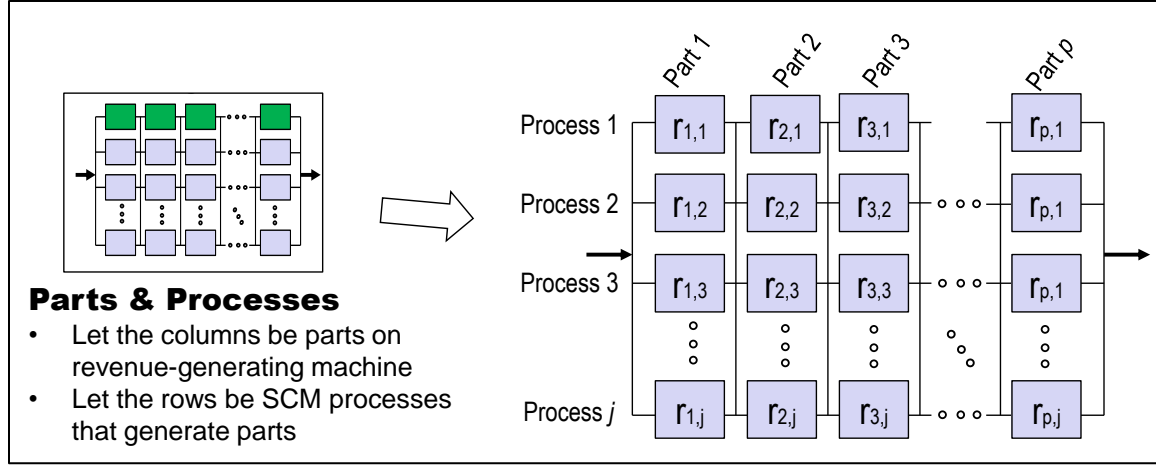 Part 1 Part 2 Part 3 Part p
Process 1 r1,1 r2,1 r3,1 rp,1
Process 2 r1,2 r2,2 r3,2 rp,1
Process 3 r1,3 r2,3 r3,3 rp,1
Process j r1,j r2,j r3,j rp,j
Parts & Processes
• Let the columns be parts on
revenue-generating machine
• Let the rows be SCM processes
that generate parts